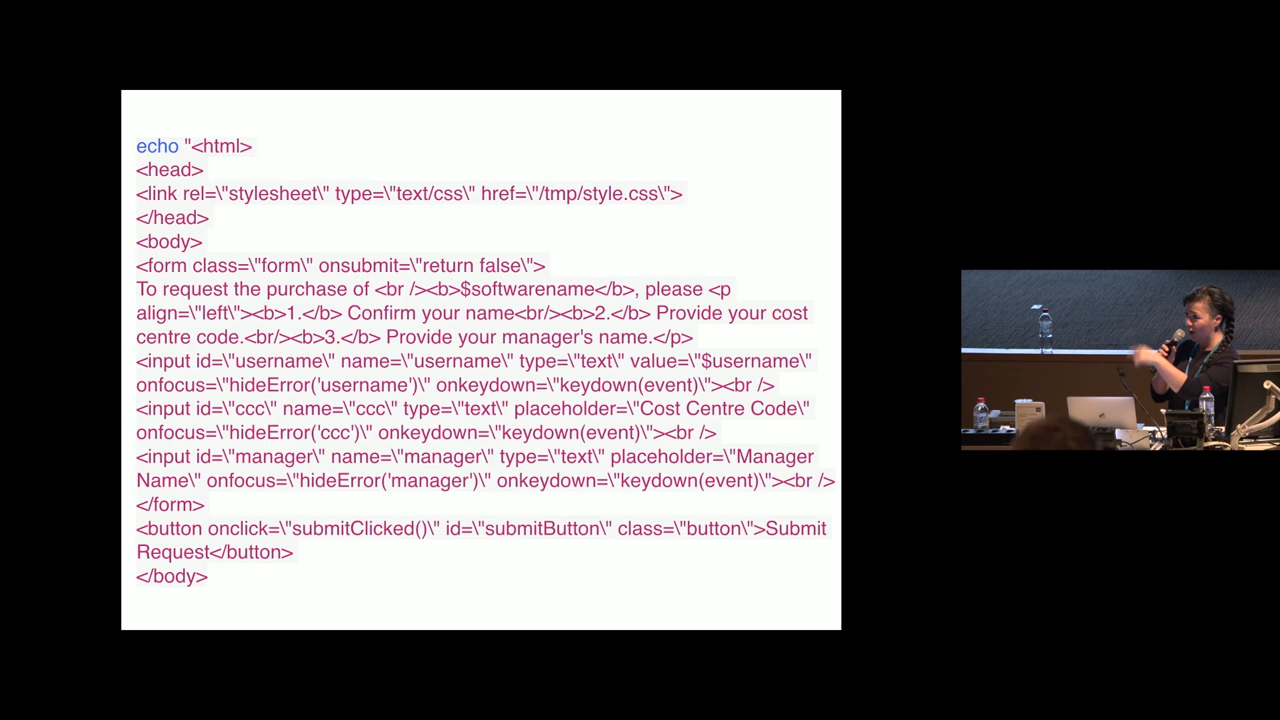 echo "<html>
<head>
<link rel=\"stylesheet\" type=\"text/css\" href=\"/tmp/style.css\">
</head>
<body>
<form class=\"form\" onsubmit=\"return false\">
To request the purchase of <br /><b>$softwarename</b>, please <p
align=\"left\"><b>1.</b> Confirm your name<br/><b>2.</b> Provide your cost
centre code.<br/><b>3.</b> Provide your manager's name.</p>
<input id=\"username\" name=\"username\" type=\"text\" value=\"$username\"
onfocus=\"hideError('username')\" onkeydown=\"keydown(event)\"><br />
<input id=\"ccc\" name=\"ccc\" type=\"text\" placeholder=\"Cost Centre Code\"
onfocus=\"hideError('ccc')\" onkeydown=\"keydown(event)\"><br />
<input id=\"manager\" name=\"manager\" type=\"text\" placeholder=\"Manager
Name\" onfocus=\"hideError('manager')\" onkeydown=\"keydown(event)\"><br />
</form>
<button onclick=\"submitClicked()\" id=\"submitButton\" class=\"button\">Submit
Request</button>
</body>